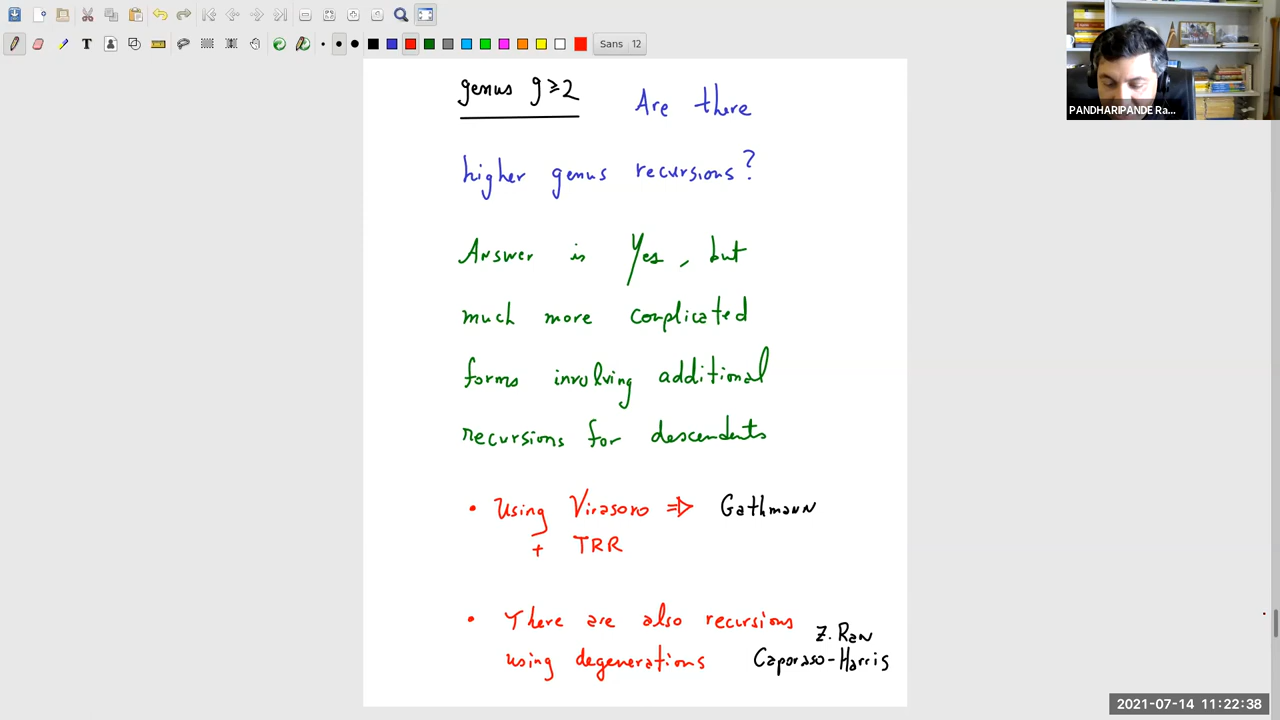 Sans 12
PANDHARIPANDE Ra...
genus g ≥ 2 Are there
higher genus recursions?
Answer is Yes, but
much more complicated
forms involving additional
recursions for descendents
• Using Virasoro ⇒ Gathmann
+ TRR
• There are also recursions Z. Ran
using degenerations Caporaso-Harris
2021-07-14 11:22:38